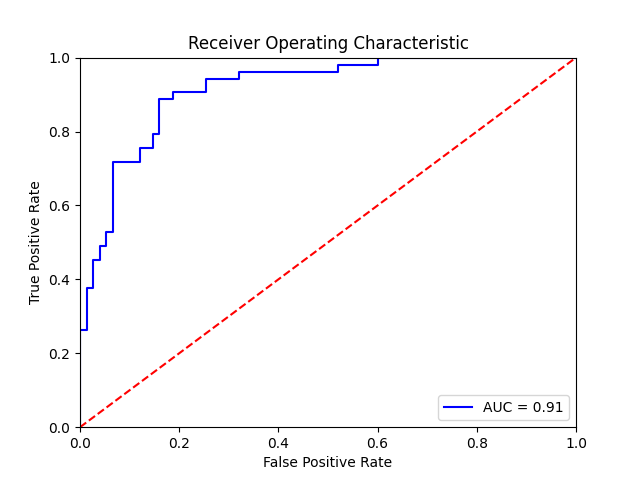 Receiver Operating Characteristic
1.0
0.8
0.6
0.4
0.2
0.0
True Positive Rate
AUC = 0.91
0.0 0.2 0.4 0.6 0.8 1.0
False Positive Rate